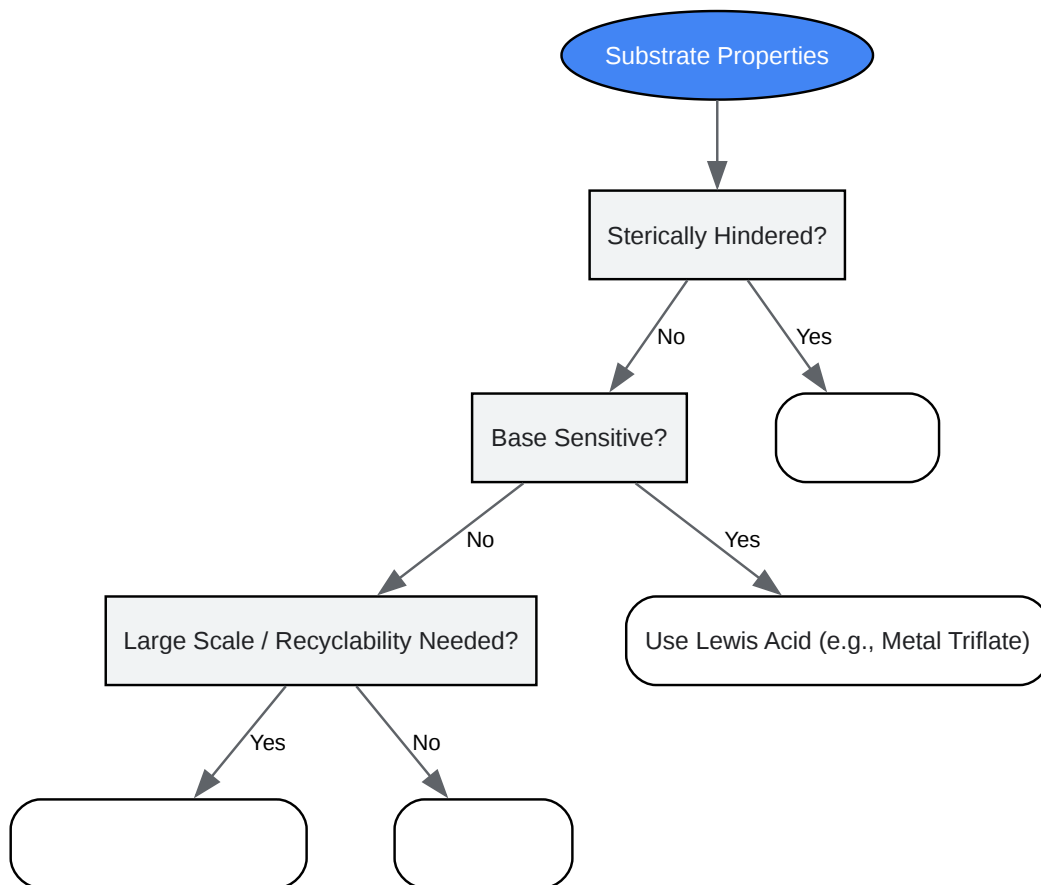 Substrate Properties
Sterically Hindered?
No
Yes
Base Sensitive?
No
Yes
Large Scale / Recyclability Needed?
Use Lewis Acid (e.g., Metal Triflate)
Yes
No